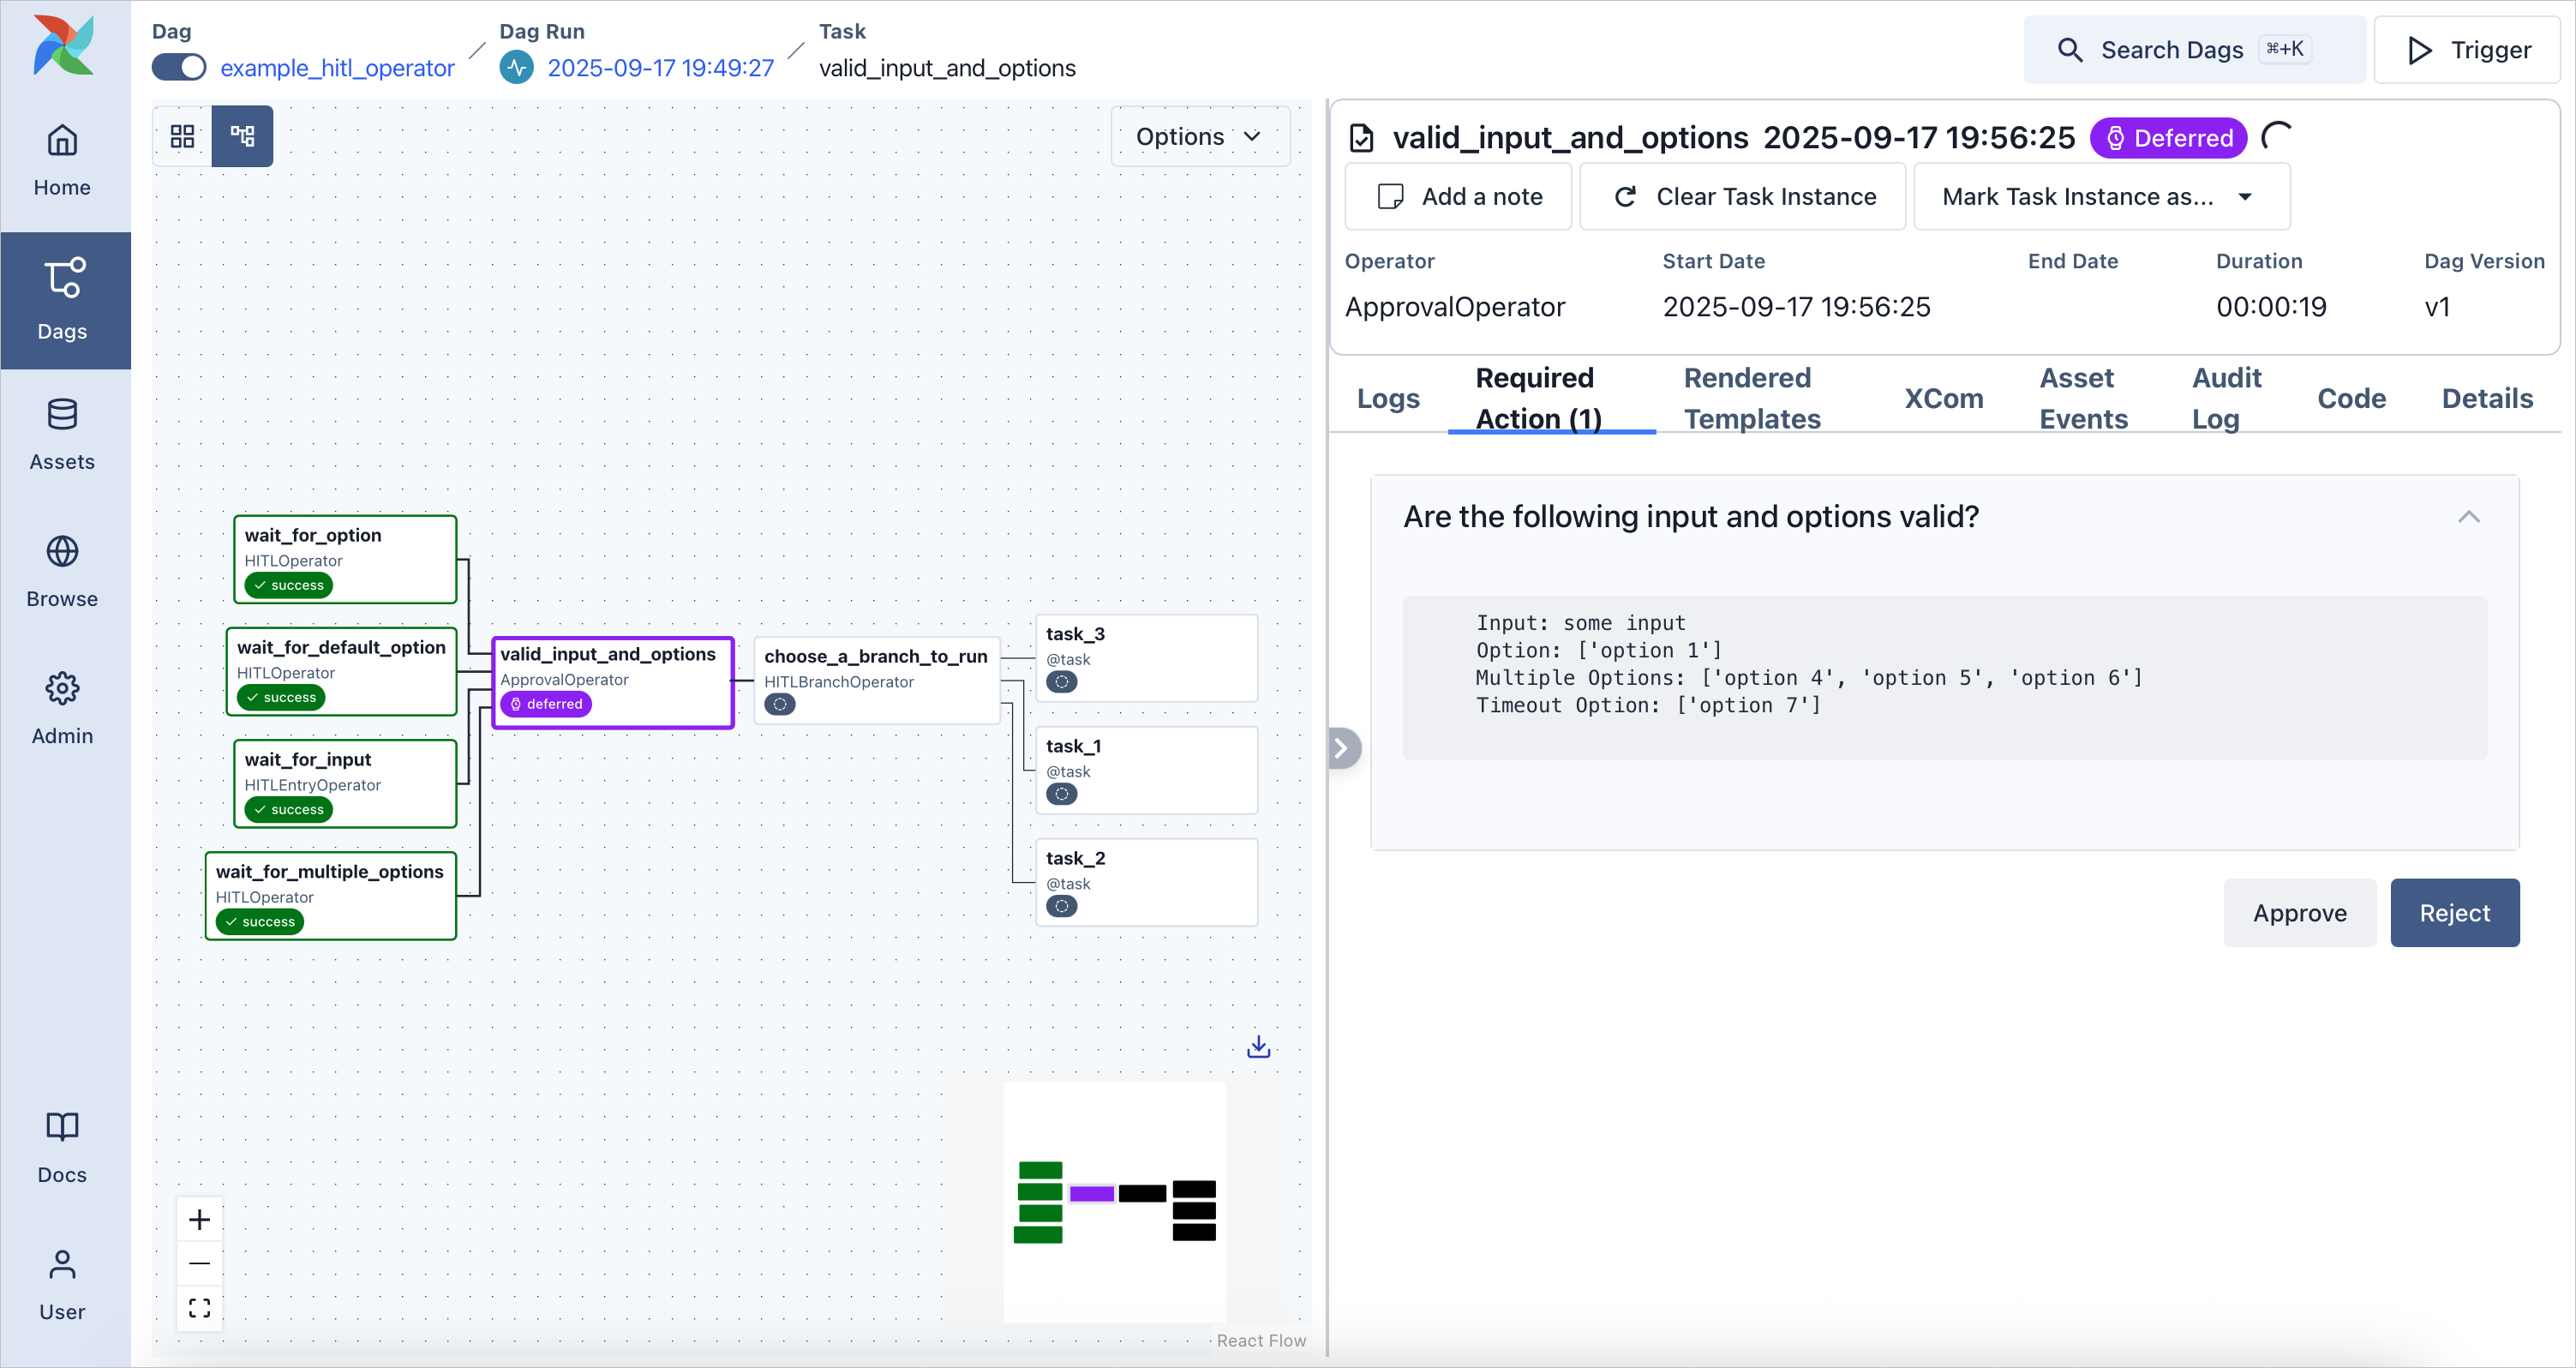 Dag
example_hitl_operator
Dag Run
2025-09-17 19:49:27
Task
valid_input_and_options
Search Dags ⌘+K
Trigger
Home
Dags
Assets
Browse
Admin
Docs
User
Options
wait_for_option
HITLOperator
success
wait_for_default_option
HITLOperator
success
wait_for_input
HITLEntryOperator
success
wait_for_multiple_options
HITLOperator
success
valid_input_and_options
ApprovalOperator
deferred
choose_a_branch_to_run
HITLBranchOperator
task_3
@task
task_1
@task
task_2
@task
React Flow
valid_input_and_options 2025-09-17 19:56:25 Deferred
Add a note
Clear Task Instance
Mark Task Instance as...
Operator Start Date End Date Duration Dag Version
ApprovalOperator 2025-09-17 19:56:25 00:00:19 v1
Logs
Required
Action (1)
Rendered
Templates
XCom
Asset
Events
Audit
Log
Code
Details
Are the following input and options valid?
Input: some input
Option: ['option 1']
Multiple Options: ['option 4', 'option 5', 'option 6']
Timeout Option: ['option 7']
Approve
Reject